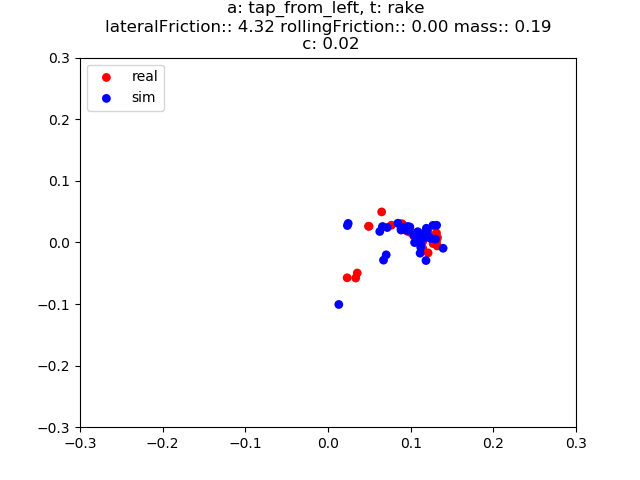 a: tap_from_left, t: rake
lateralFriction:: 4.32 rollingFriction:: 0.00 mass:: 0.19
c: 0.02
real
sim
0.3
0.2
0.1
0.0
−0.1
−0.2
−0.3
−0.3 −0.2 −0.1 0.0 0.1 0.2 0.3